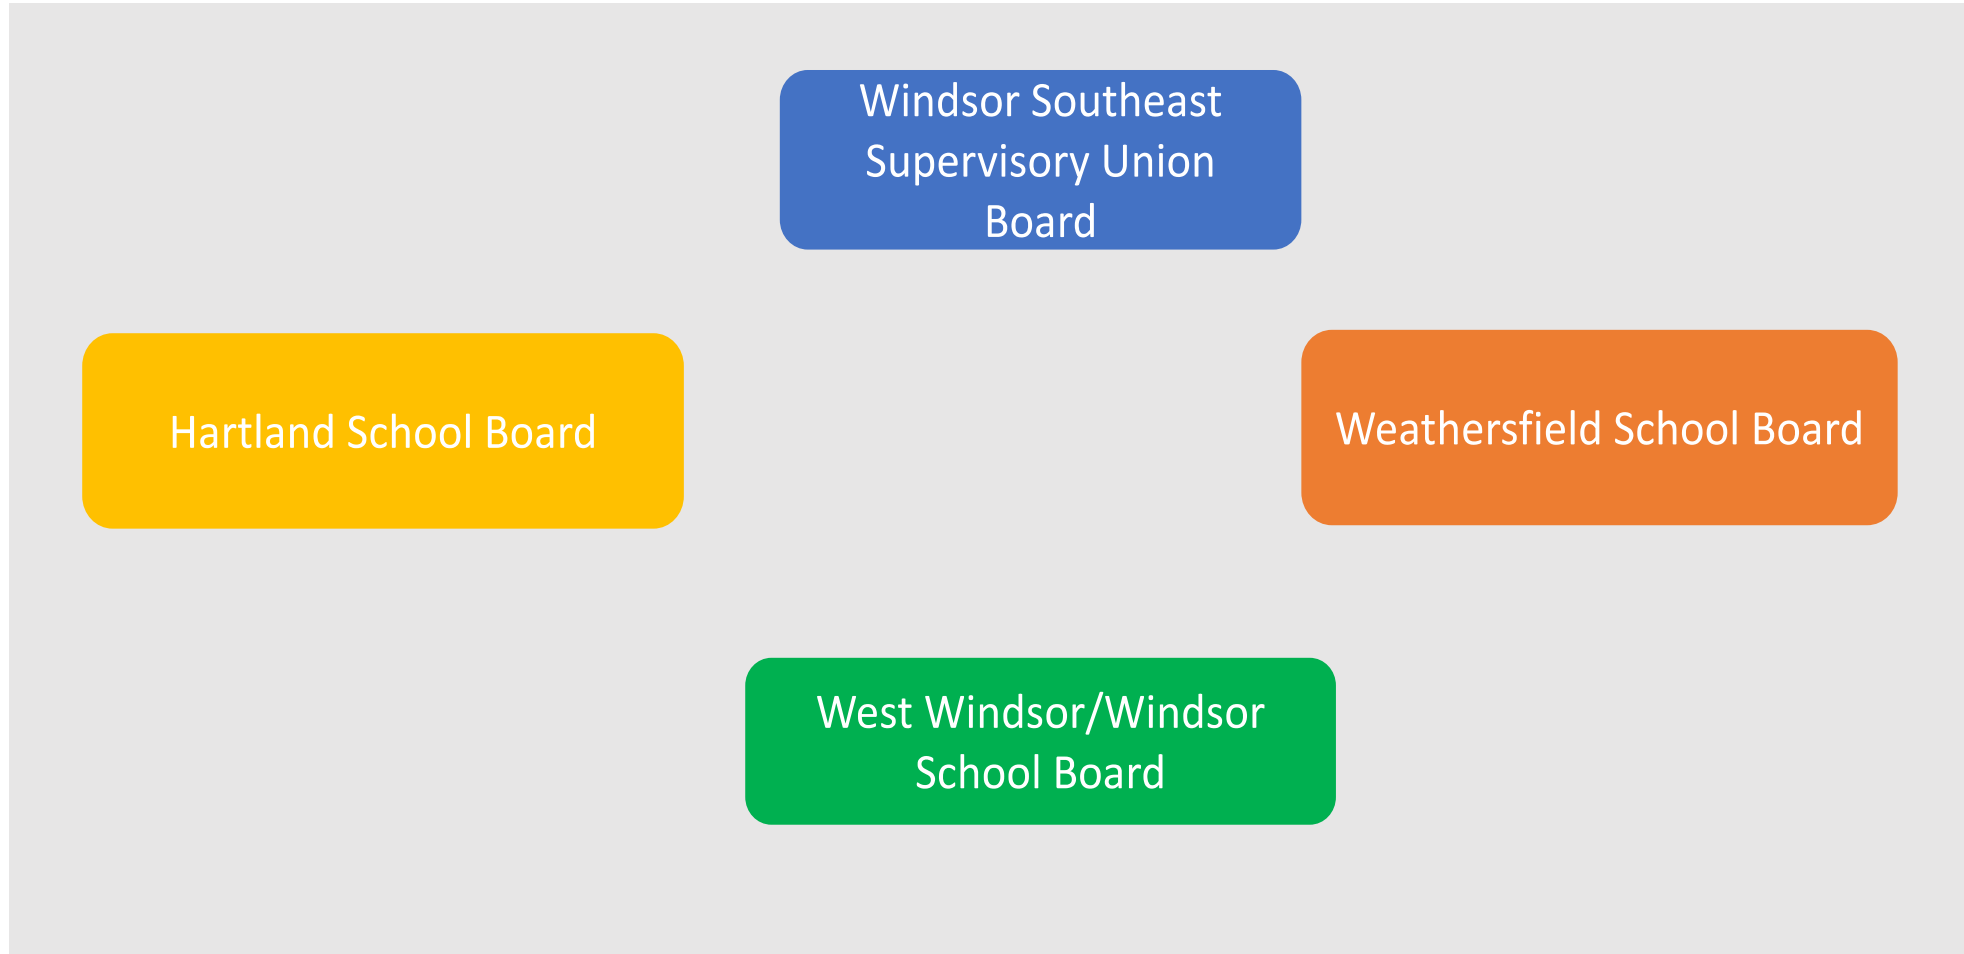 Windsor Southeast
Supervisory Union
Board
Hartland School Board
Weathersfield School Board
West Windsor/Windsor
School Board